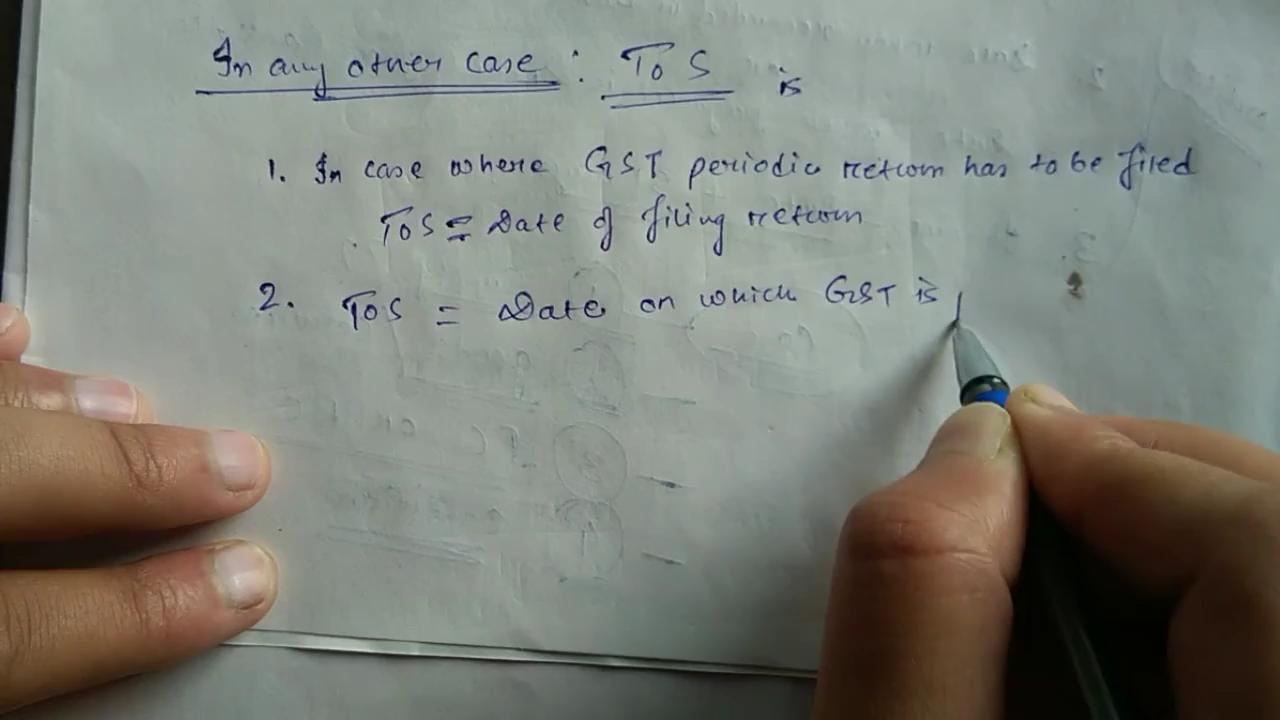 In any other case : ToS is
1. In case where GST periodic return has to be filed
ToS = Date of filing return
2. ToS = Date on which GST is